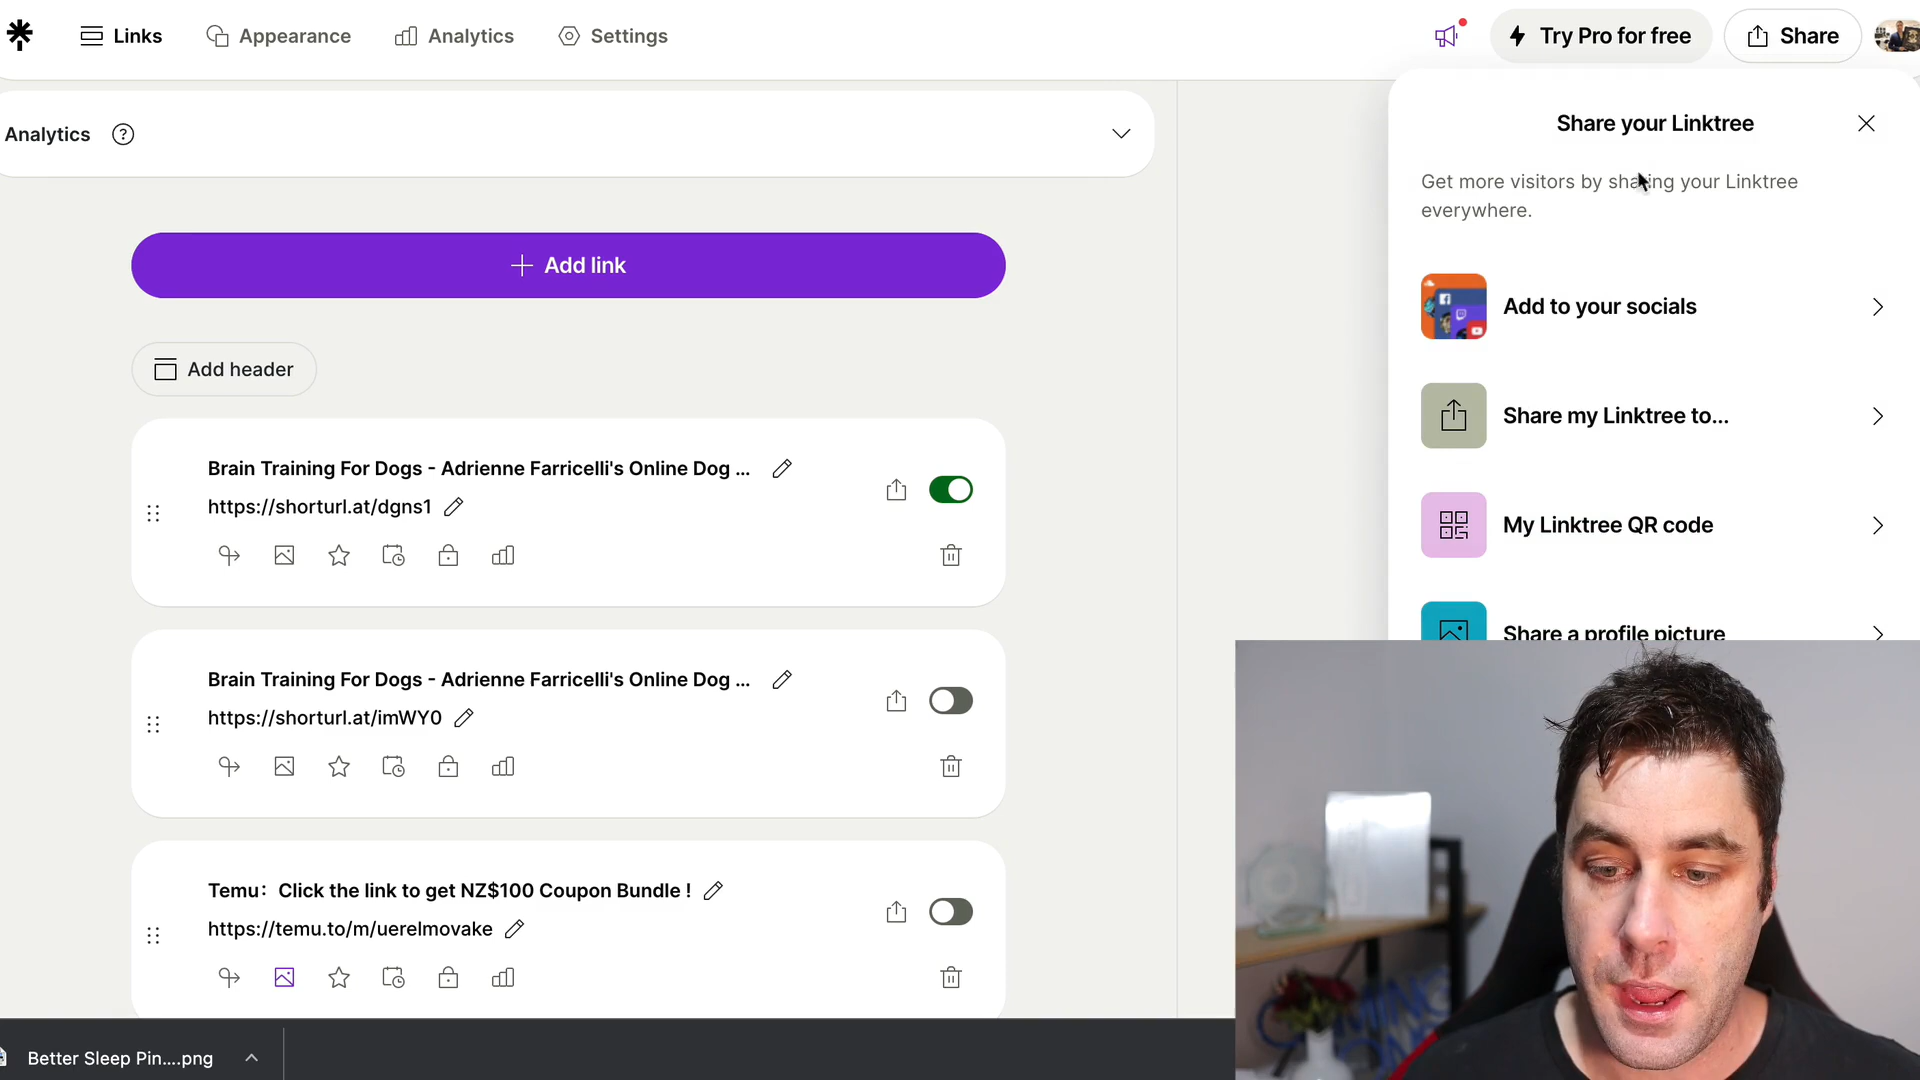 Links
Appearance
Analytics
Settings
Try Pro for free
Share
Analytics ?
Share your Linktree
Get more visitors by sharing your Linktree
everywhere.
Add link
Add to your socials
Add header
Share my Linktree to...
Brain Training For Dogs - Adrienne Farricelli's Online Dog ...
https://shorturl.at/dgns1
My Linktree QR code
Share a profile picture
Brain Training For Dogs - Adrienne Farricelli's Online Dog ...
https://shorturl.at/imWY0
Temu: Click the link to get NZ$100 Coupon Bundle !
https://temu.to/m/uerelmovake
Better Sleep Pin....png